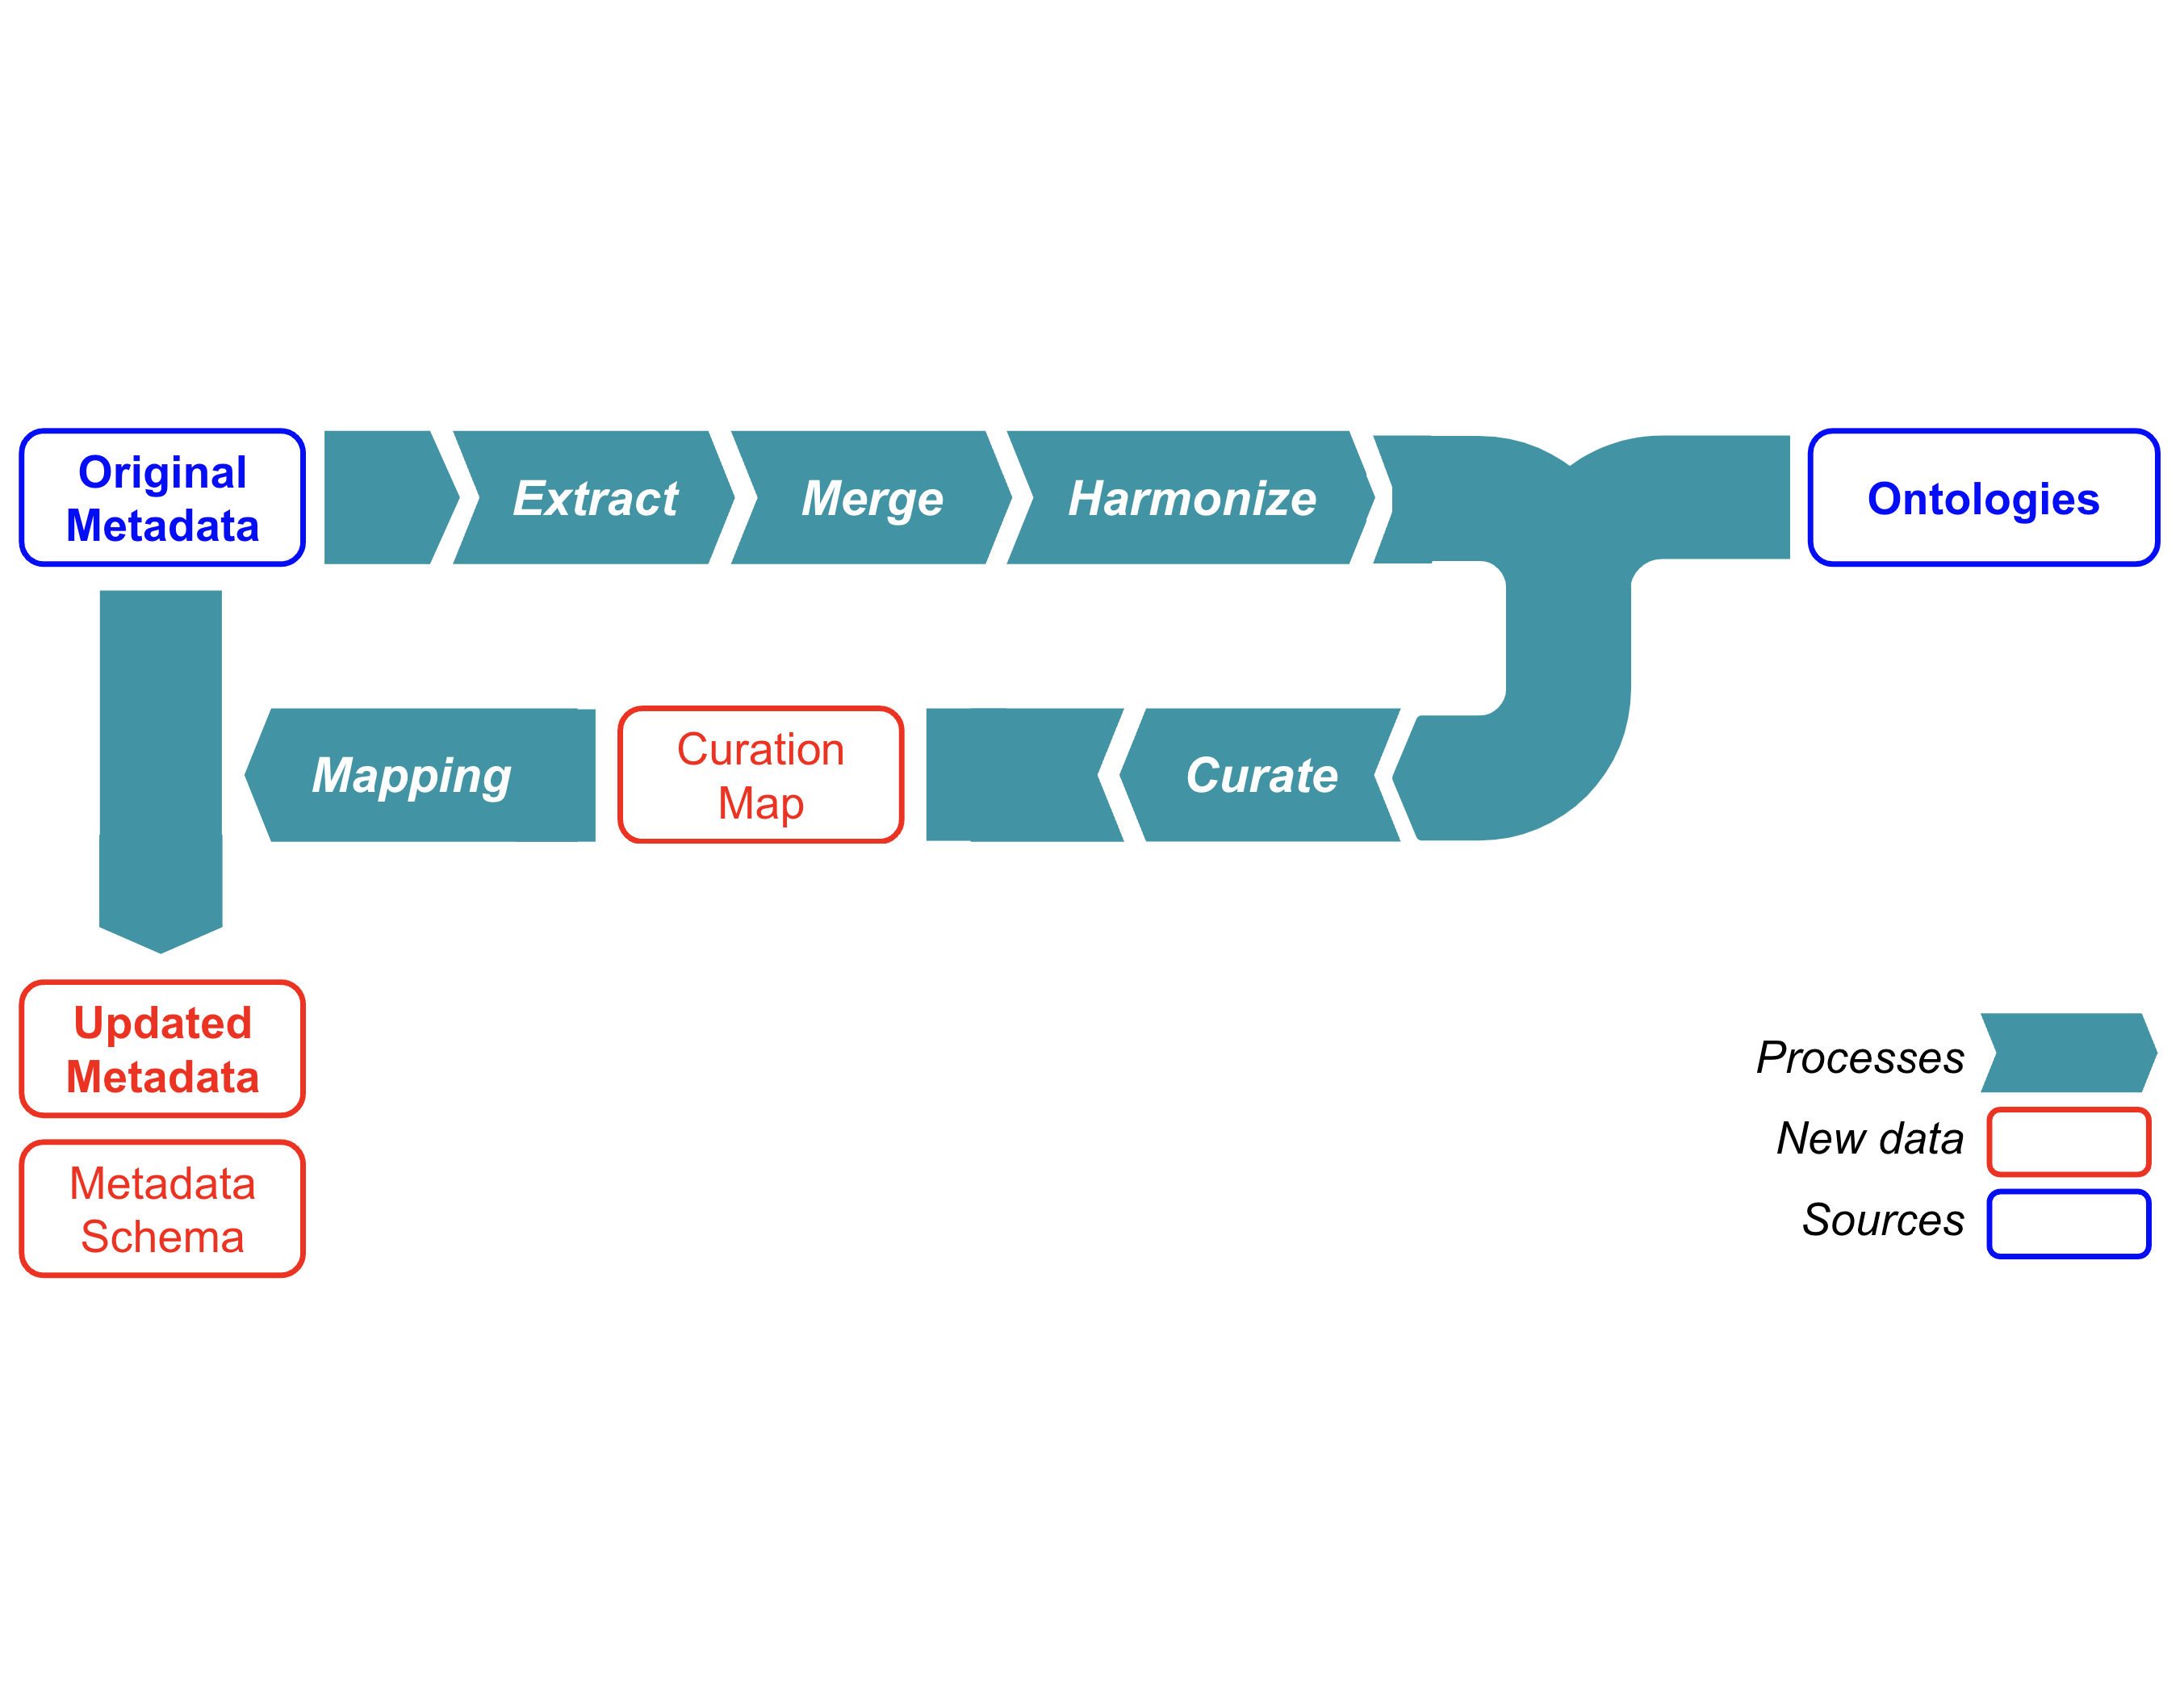 Original
Metadata
Extract
Merge
Harmonize
Ontologies
Mapping
Curation
Map
Curate
Updated
Metadata
Metadata
Schema
Processes
New data
Sources